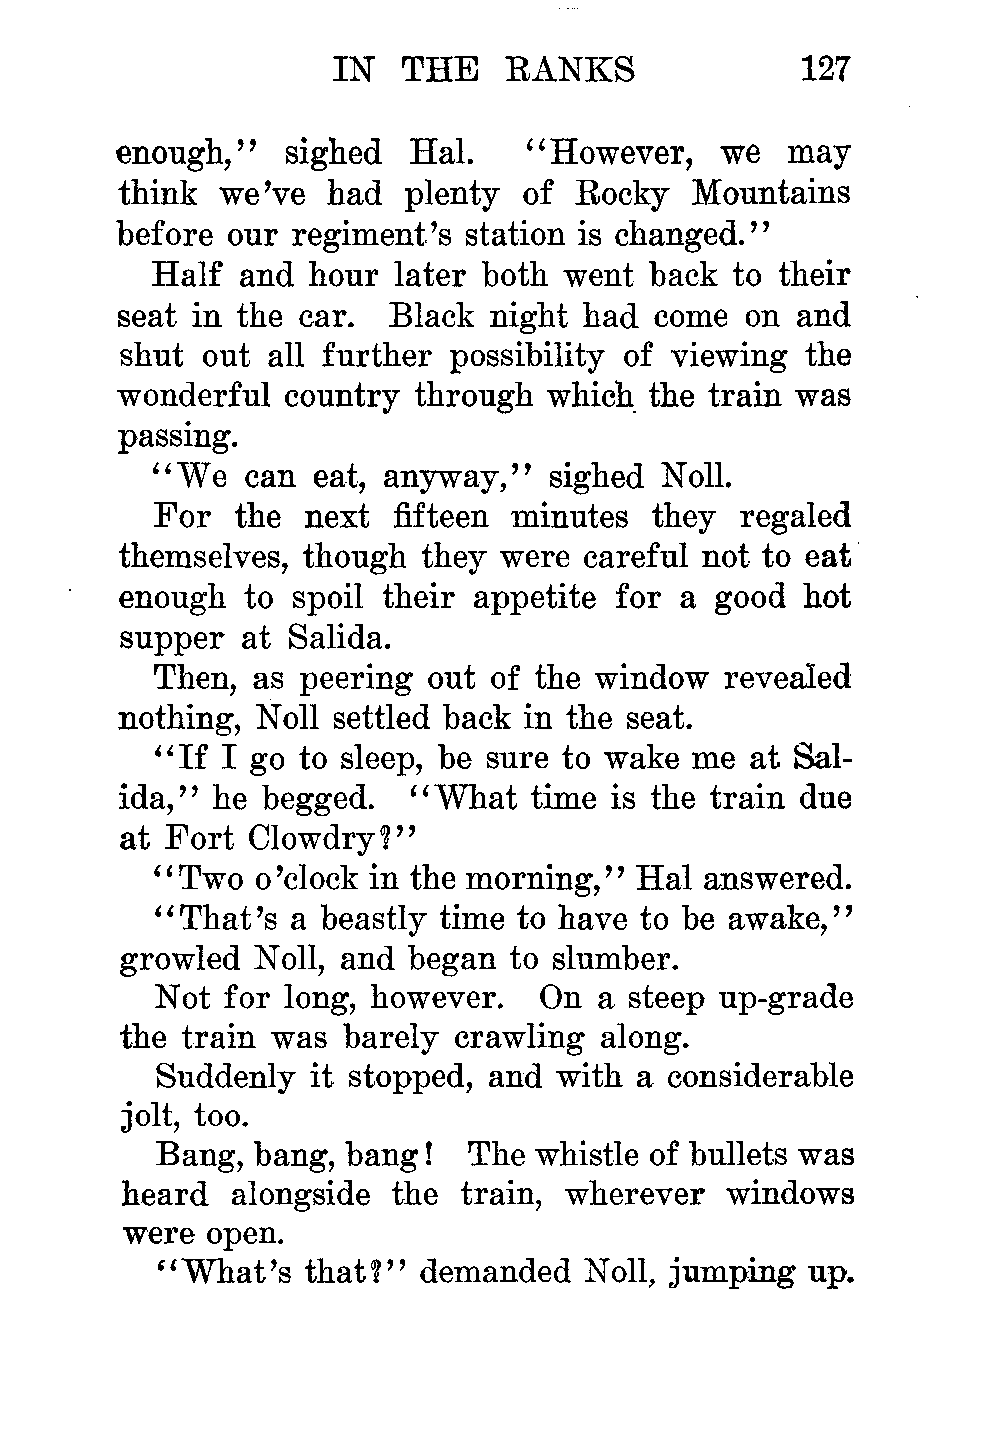 IN THE RANKS 127
enough,” sighed Hal. “However, we may
think we’ve had plenty of Rocky Mountains
before our regiment’s station is changed.”
Half and hour later both went back to their
seat in the car. Black night had come on and
shut out all further possibility of viewing the
wonderful country through which the train was
passing.
“We can eat, anyway,” sighed Noll.
For the next fifteen minutes they regaled
themselves, though they were careful not to eat
enough to spoil their appetite for a good hot
supper at Salida.
Then, as peering out of the window revealed
nothing, Noll settled back in the seat.
“If I go to sleep, be sure to wake me at Sal-
ida,” he begged. “What time is the train due
at Fort Clowdry?”
“Two o’clock in the morning,” Hal answered.
“That’s a beastly time to have to be awake,”
growled Noll, and began to slumber.
Not for long, however. On a steep up-grade
the train was barely crawling along.
Suddenly it stopped, and with a considerable
jolt, too.
Bang, bang, bang! The whistle of bullets was
heard alongside the train, wherever windows
were open.
“What’s that?” demanded Noll, jumping up.